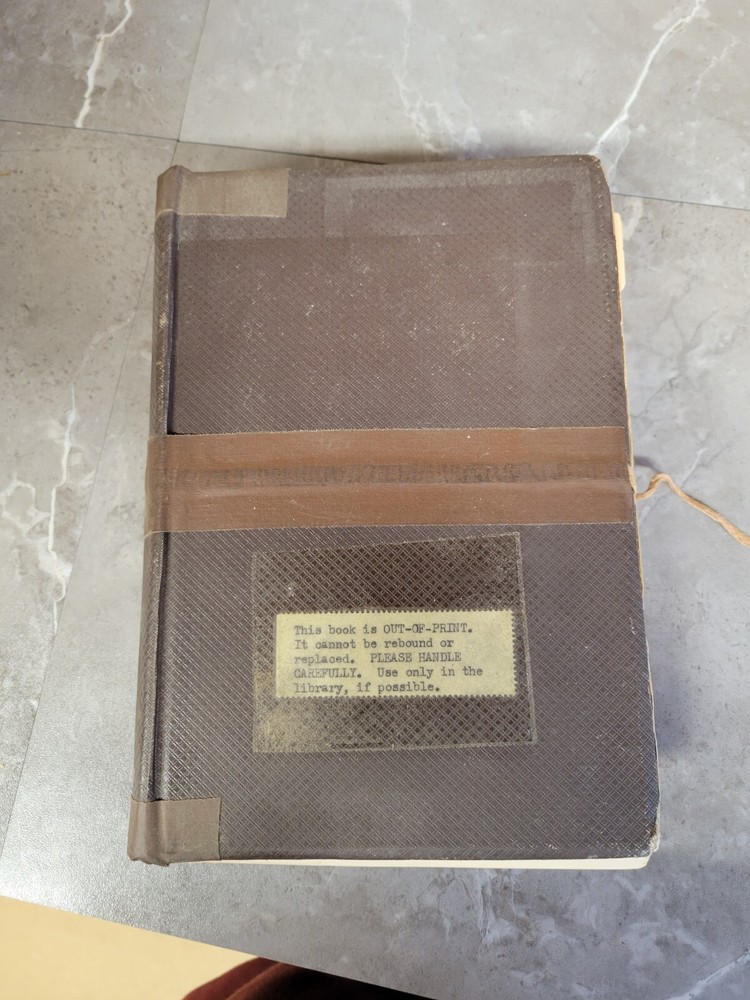 This book is OUT-OF-PRINT.
It cannot be rebound or
replaced.  PLEASE HANDLE
CAREFULLY.  Use only in the
library, if possible.